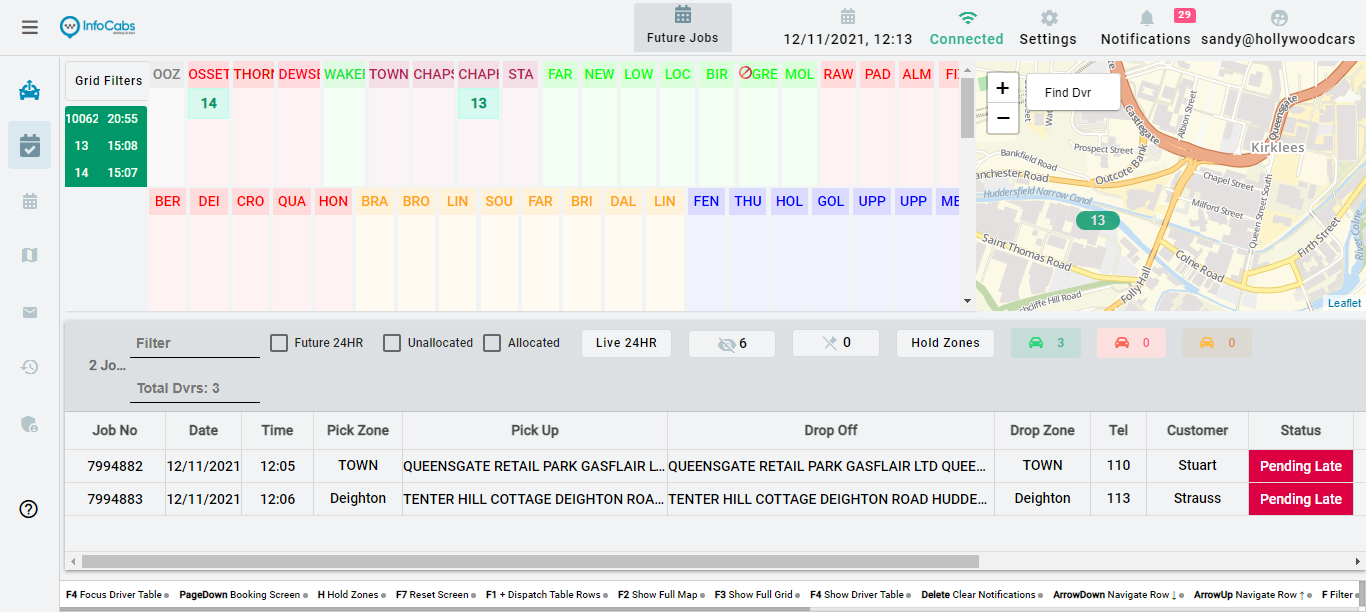 InfoCabs
Future Jobs
12/11/2021, 12:13
Connected
Settings
29
Notifications
sandy@hollywoodcars
Grid Filters
10062 20:55
13 15:08
14 15:07
OOZ OSSET THORN DEWSE WAKEF TOWN CHAPS CHAPH STA FAR NEW LOW LOC BIR GRE MOL RAW PAD ALM
14
13
BER DEI CRO QUA HON BRA BRO LIN SOU FAR BRI DAL LIN FEN THU HOL GOL UPP UPP ME
+
−
Find Dvr
Castlegate
Albion Street
Queensgate
Kirklees
Prospect Street
Bankfield Road
Outcote Bank
anchester Road
Chapel Street
Huddersfield Narrow Canal
Milford Street
13
Queen Street South
Firth Street
River Colne
Saint Thomas Road
Colne Road
Folly Hall
chcliffe Hill Road
Leaflet
2 Jo...
Filter
Total Dvrs: 3
Future 24HR
Unallocated
Allocated
Live 24HR
6
0
Hold Zones
3
0
0
Job No Date Time Pick Zone Pick Up Drop Off Drop Zone Tel Customer Status
7994882 12/11/2021 12:05 TOWN QUEENSGATE RETAIL PARK GASFLAIR L... QUEENSGATE RETAIL PARK GASFLAIR LTD QUEE... TOWN 110 Stuart Pending Late
7994883 12/11/2021 12:06 Deighton TENTER HILL COTTAGE DEIGHTON ROA... TENTER HILL COTTAGE DEIGHTON ROAD HUDDE... Deighton 113 Strauss Pending Late
F4 Focus Driver Table PageDown Booking Screen H Hold Zones F7 Reset Screen F1 + Dispatch Table Rows F2 Show Full Map F3 Show Full Grid F4 Show Driver Table Delete Clear Notifications ArrowDown Navigate Row ↓ ArrowUp Navigate Row ↑ F Filter